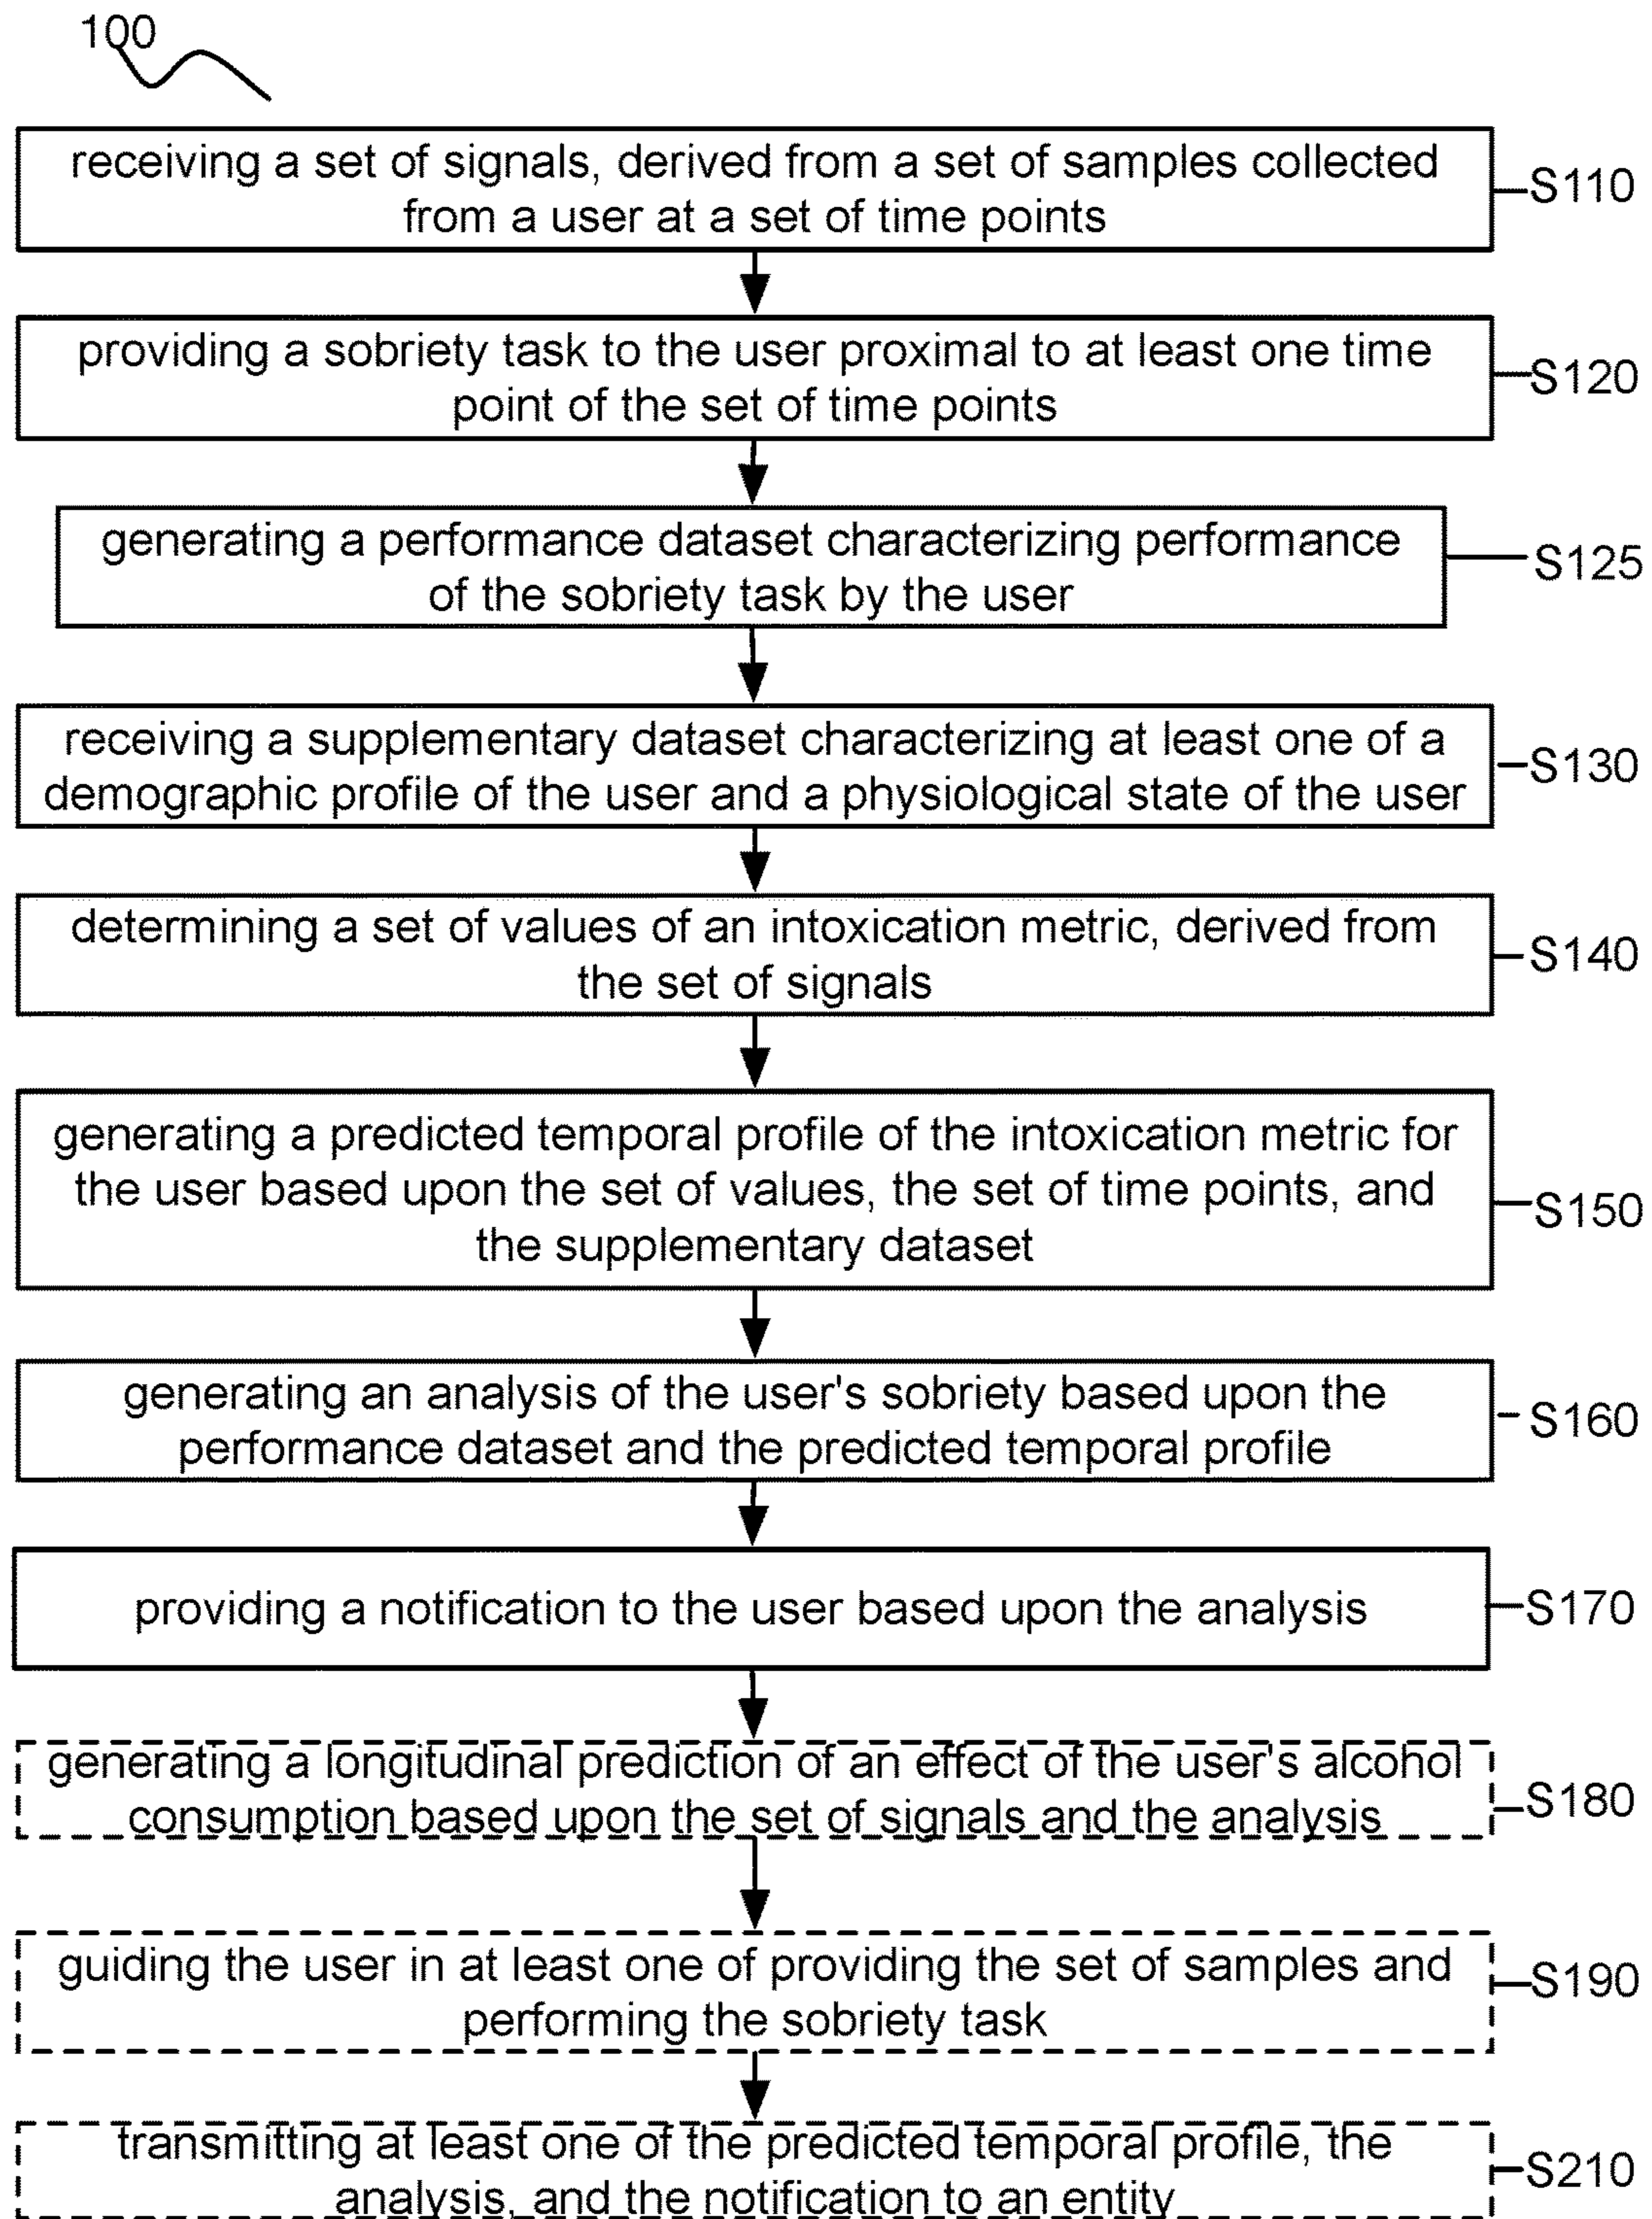 100
receiving a set of signals, derived from a set of samples collected
from a user at a set of time points
S110
providing a sobriety task to the user proximal to at least one time
point of the set of time points
S120
generating a performance dataset characterizing performance
of the sobriety task by the user
S125
receiving a supplementary dataset characterizing at least one of a
demographic profile of the user and a physiological state of the user
S130
determining a set of values of an intoxication metric, derived from
the set of signals
S140
generating a predicted temporal profile of the intoxication metric for
the user based upon the set of values, the set of time points, and
the supplementary dataset
S150
generating an analysis of the user's sobriety based upon the
performance dataset and the predicted temporal profile
S160
providing a notification to the user based upon the analysis
S170
generating a longitudinal prediction of an effect of the user's alcohol
consumption based upon the set of signals and the analysis
S180
guiding the user in at least one of providing the set of samples and
performing the sobriety task
S190
transmitting at least one of the predicted temporal profile, the
analysis, and the notification to an entity
S210